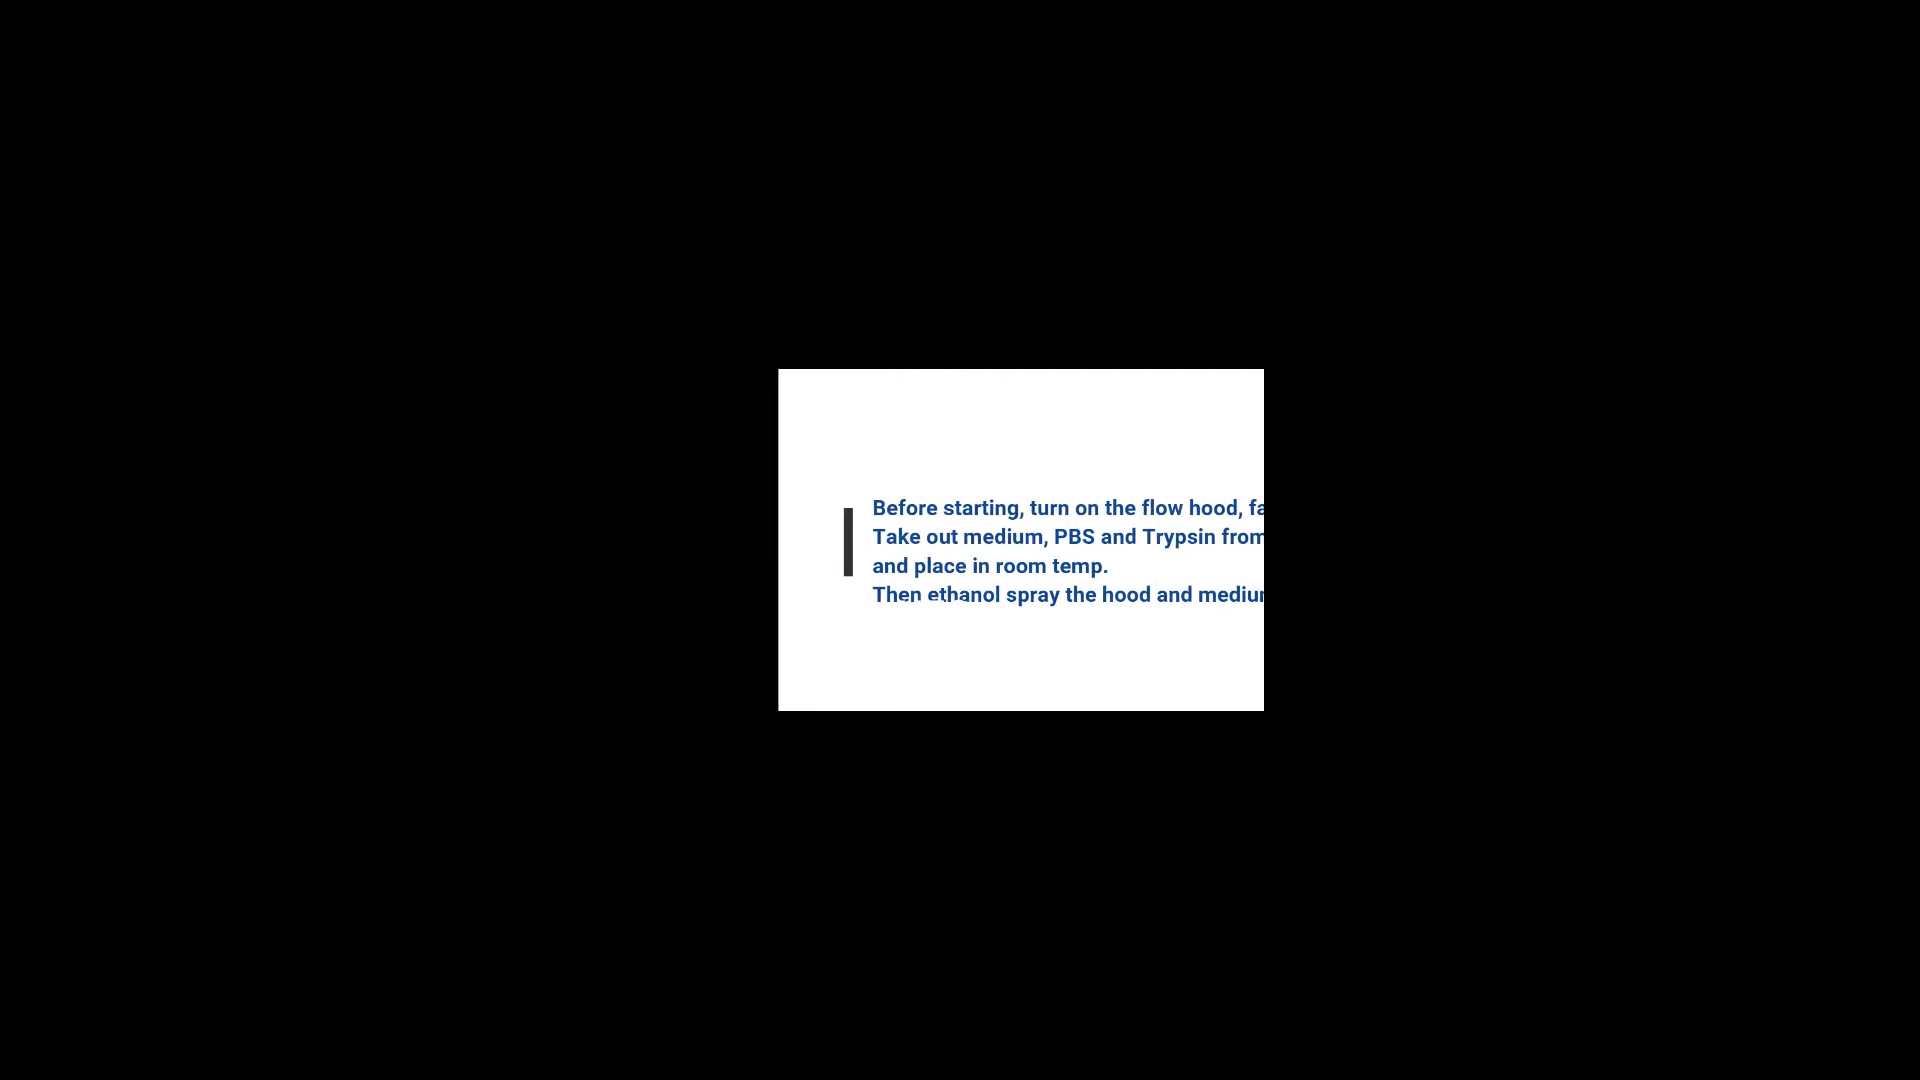 Before starting, turn on the flow hood,
Take out medium, PBS and Trypsin from
and place in room temp.
Then ethanol spray the hood and